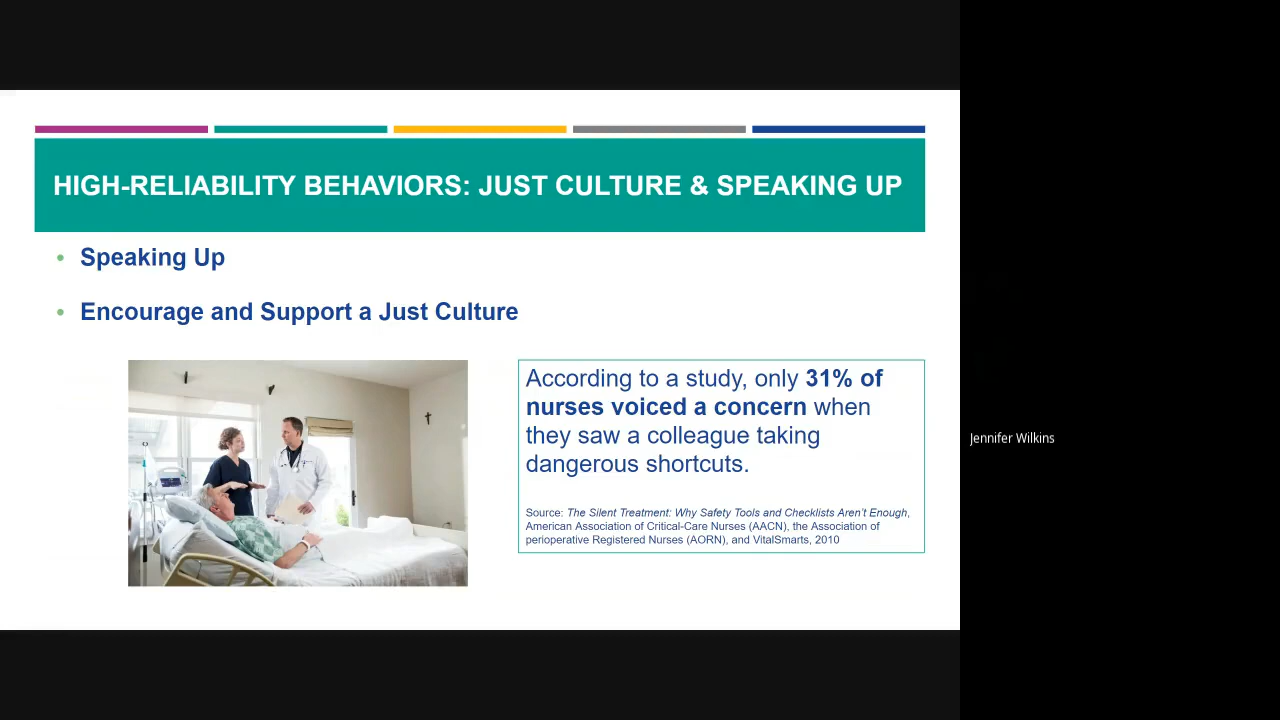 HIGH-RELIABILITY BEHAVIORS: JUST CULTURE & SPEAKING UP
• Speaking Up
• Encourage and Support a Just Culture
According to a study, only 31% of
nurses voiced a concern when
they saw a colleague taking
dangerous shortcuts.
Source: The Silent Treatment: Why Safety Tools and Checklists Aren't Enough,
American Association of Critical-Care Nurses (AACN), the Association of
perioperative Registered Nurses (AORN), and VitalSmarts, 2010
Jennifer Wilkins